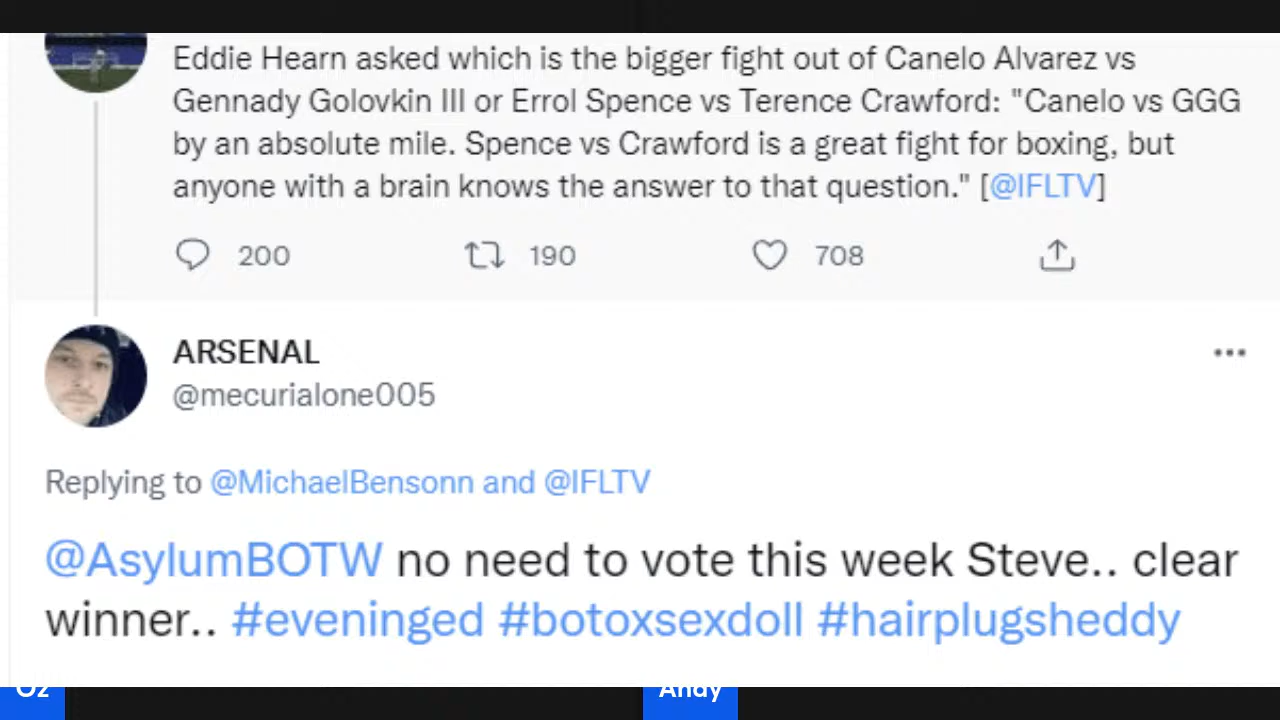 Eddie Hearn asked which is the bigger fight out of Canelo Alvarez vs
Gennady Golovkin III or Errol Spence vs Terence Crawford: "Canelo vs GGG
by an absolute mile. Spence vs Crawford is a great fight for boxing, but
anyone with a brain knows the answer to that question." [@IFLTV]
200 190 708
ARSENAL
@mecurialone005
Replying to @MichaelBensonn and @IFLTV
@AsylumBOTW no need to vote this week Steve.. clear
winner.. #eveninged #botoxsexdoll #hairplugsheddy
Oz Andy